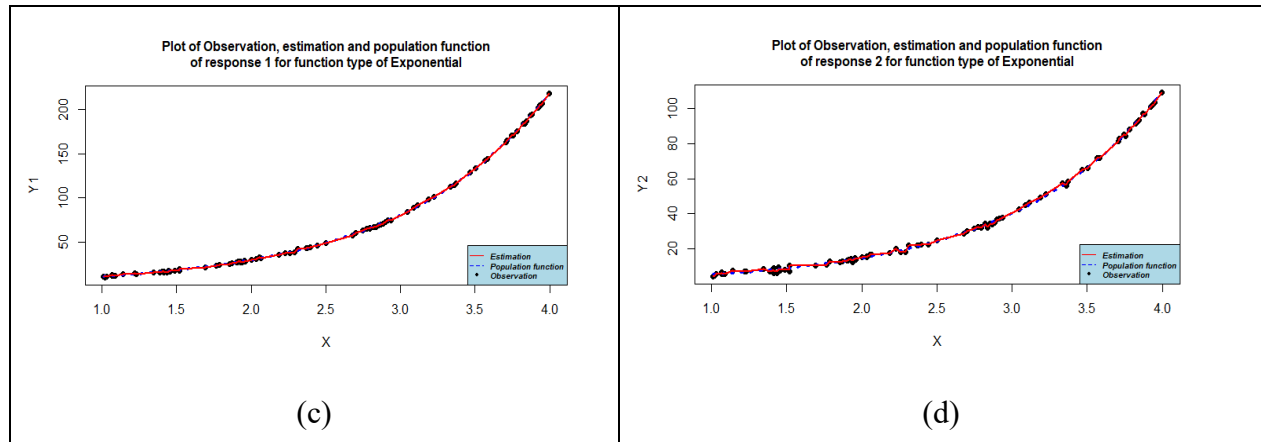 Plot of Observation, estimation and population function
of response 1 for function type of Exponential
Y1
200
150
100
50
1.0 1.5 2.0 2.5 3.0 3.5 4.0
X
Estimation
Population function
Observation
(c)
Plot of Observation, estimation and population function
of response 2 for function type of Exponential
Y2
100
80
60
40
20
1.0 1.5 2.0 2.5 3.0 3.5 4.0
X
Estimation
Population function
Observation
(d)